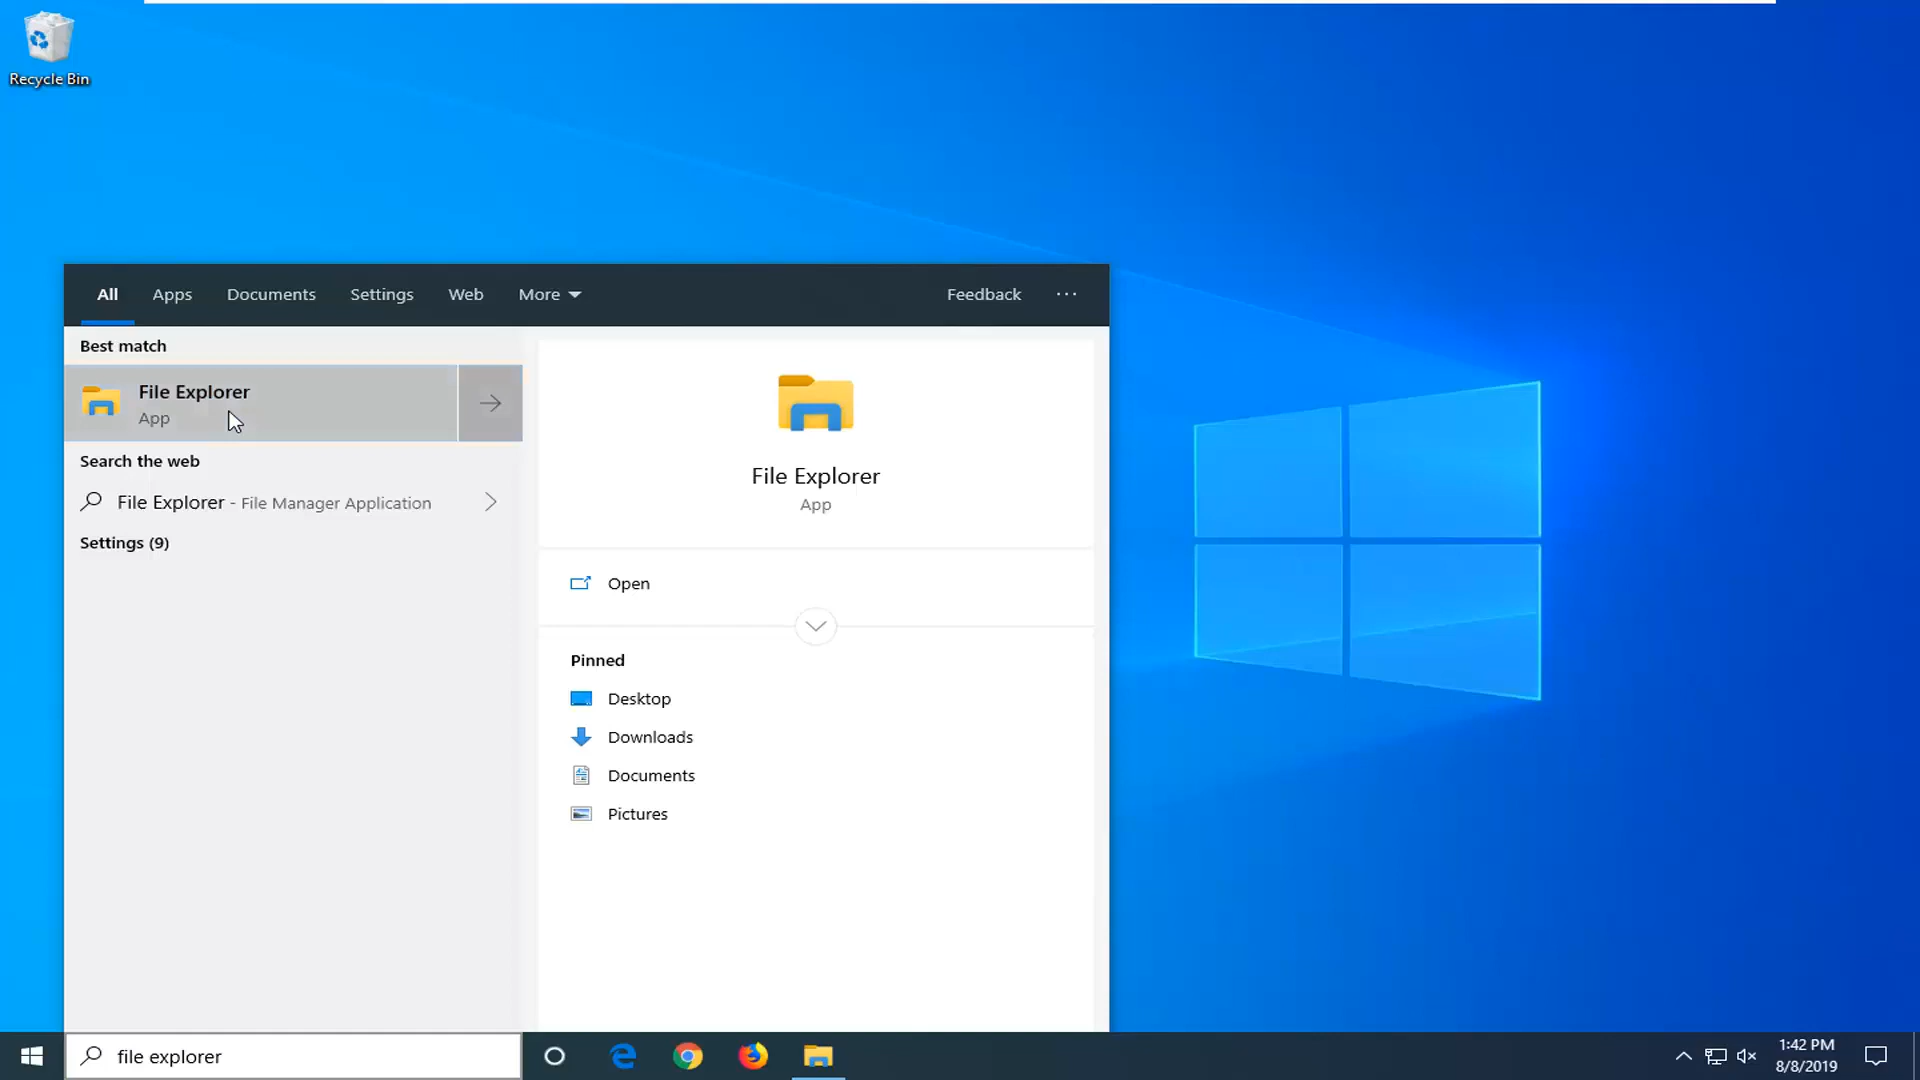 Recycle Bin
All Apps Documents Settings Web More Feedback ...
Best match
File Explorer
App
Search the web
File Explorer - File Manager Application
Settings (9)
File Explorer
App
Open
Pinned
Desktop
Downloads
Documents
Pictures
file explorer
1:42 PM
8/8/2019